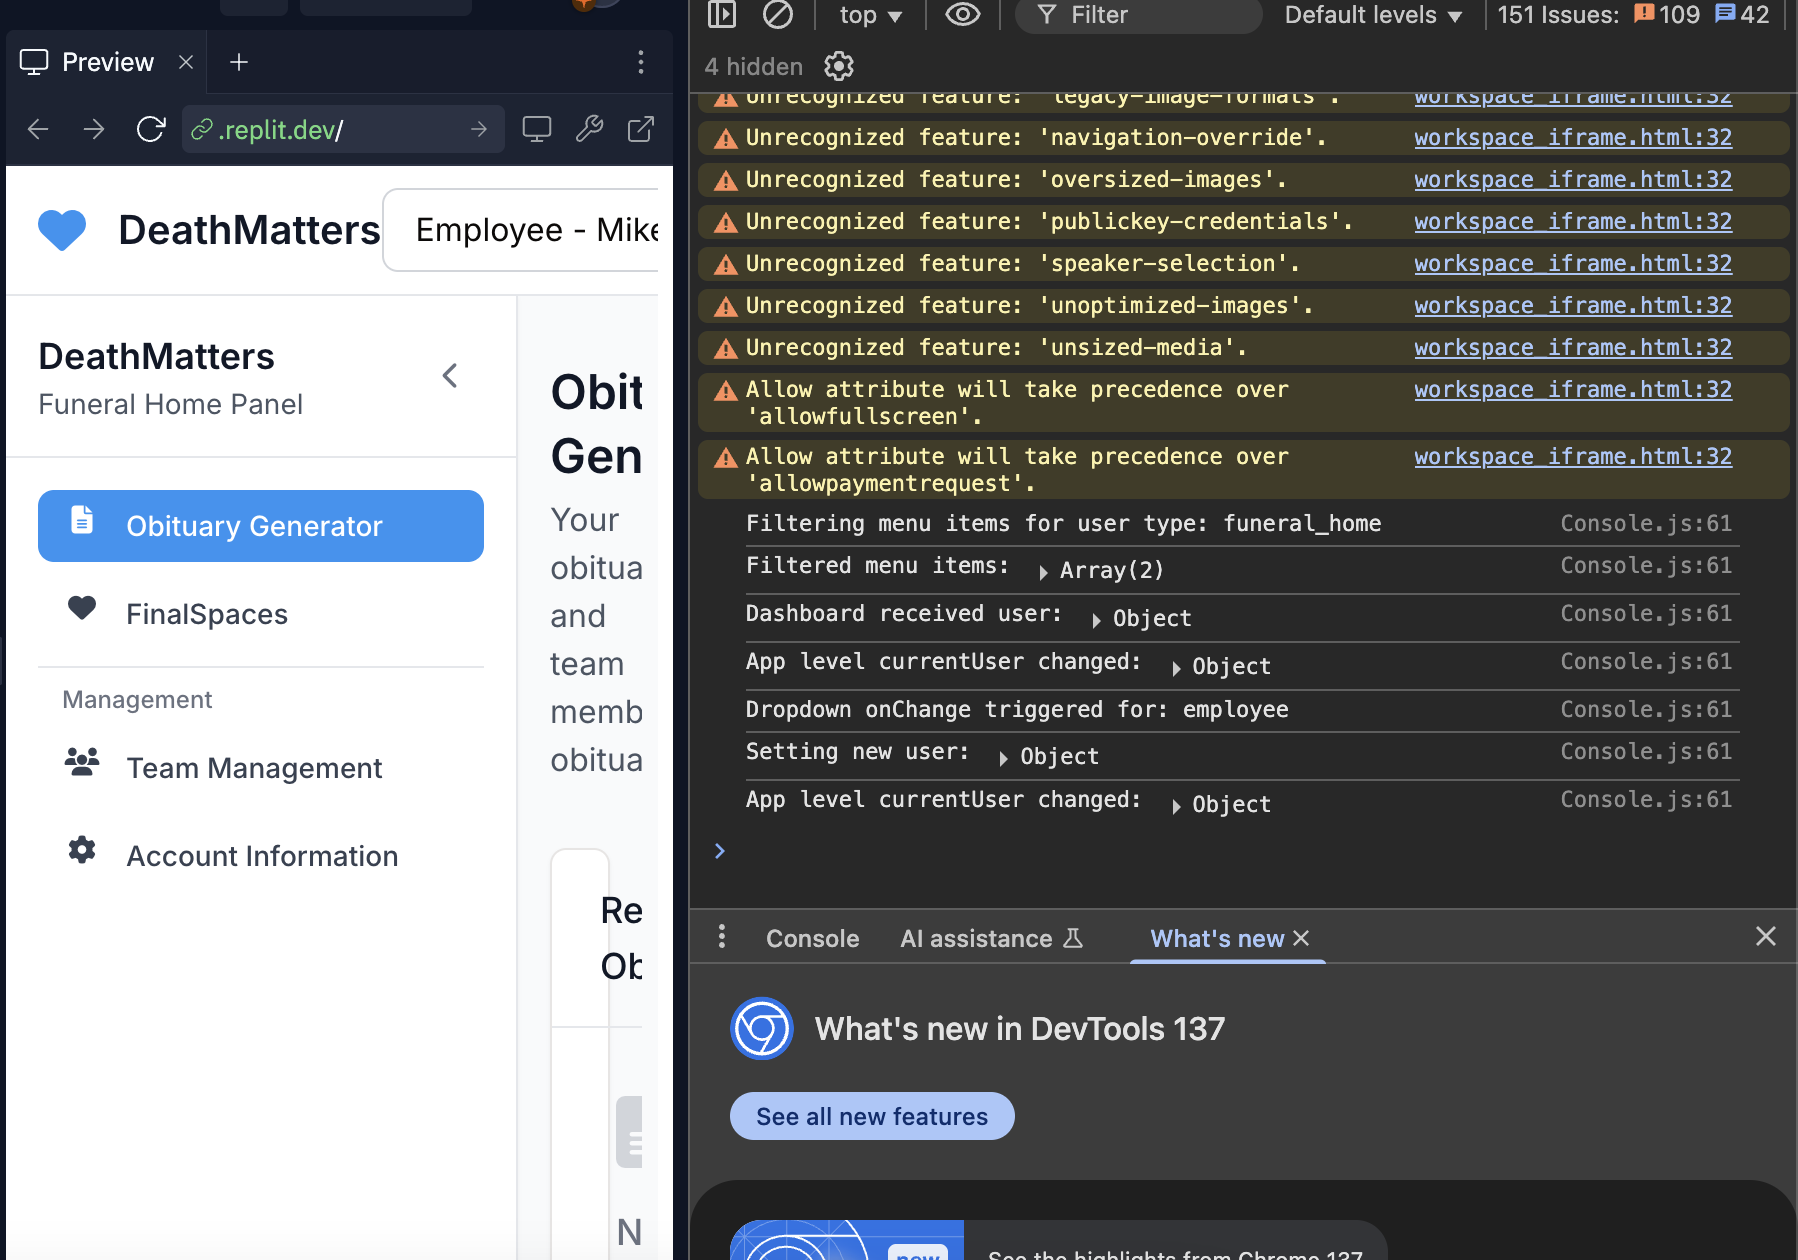 Preview
.replit.dev/
DeathMatters
Employee - Mike
DeathMatters
Funeral Home Panel
Obituary Generator
FinalSpaces
Management
Team Management
Account Information
Obit
Gen
Your
obitua
and
team
memb
obitua
Re
Ob
N
top
Filter
Default levels
151 Issues:
109
42
4 hidden
Unrecognized feature: 'legacy-image-formats'. workspace_iframe.html:32
Unrecognized feature: 'navigation-override'. workspace_iframe.html:32
Unrecognized feature: 'oversized-images'. workspace_iframe.html:32
Unrecognized feature: 'publickey-credentials'. workspace_iframe.html:32
Unrecognized feature: 'speaker-selection'. workspace_iframe.html:32
Unrecognized feature: 'unoptimized-images'. workspace_iframe.html:32
Unrecognized feature: 'unsized-media'. workspace_iframe.html:32
Allow attribute will take precedence over workspace_iframe.html:32
'allowfullscreen'.
Allow attribute will take precedence over workspace_iframe.html:32
'allowpaymentrequest'.
Filtering menu items for user type: funeral_home Console.js:61
Filtered menu items: Array(2) Console.js:61
Dashboard received user: Object Console.js:61
App level currentUser changed: Object Console.js:61
Dropdown onChange triggered for: employee Console.js:61
Setting new user: Object Console.js:61
App level currentUser changed: Object Console.js:61
Console
AI assistance
What's new
What's new in DevTools 137
See all new features
new
See the highlights from Chrome 137